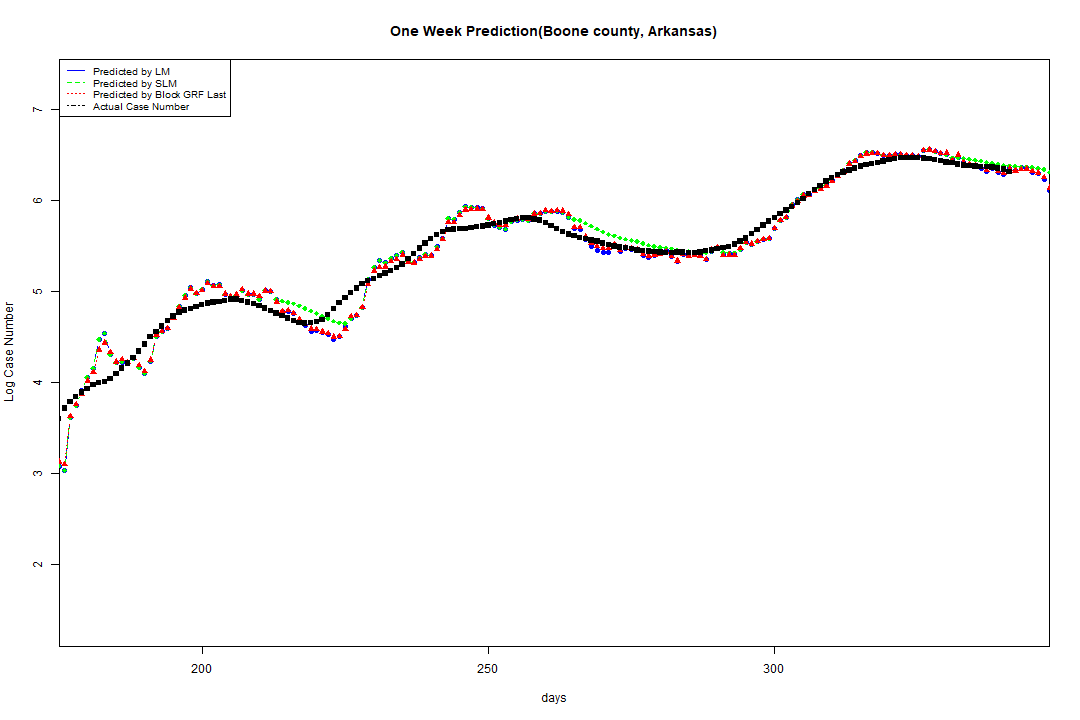 One Week Prediction(Boone county, Arkansas)
Predicted by LM
Predicted by SLM
Predicted by Block GRF Last
Actual Case Number
7
6
5
4
3
2
Log Case Number
200 250 300
days